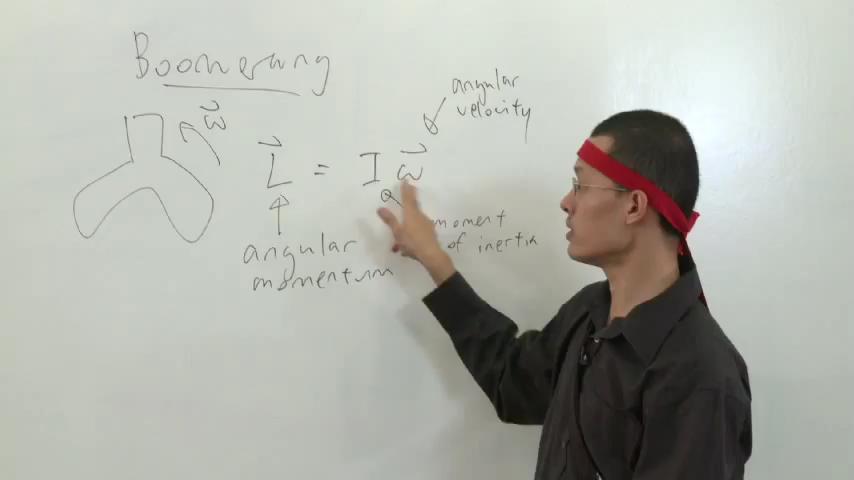 Boomerang
angular
velocity
ω⃗
L⃗ = I ω⃗
moment
of inertia
angular
momentum